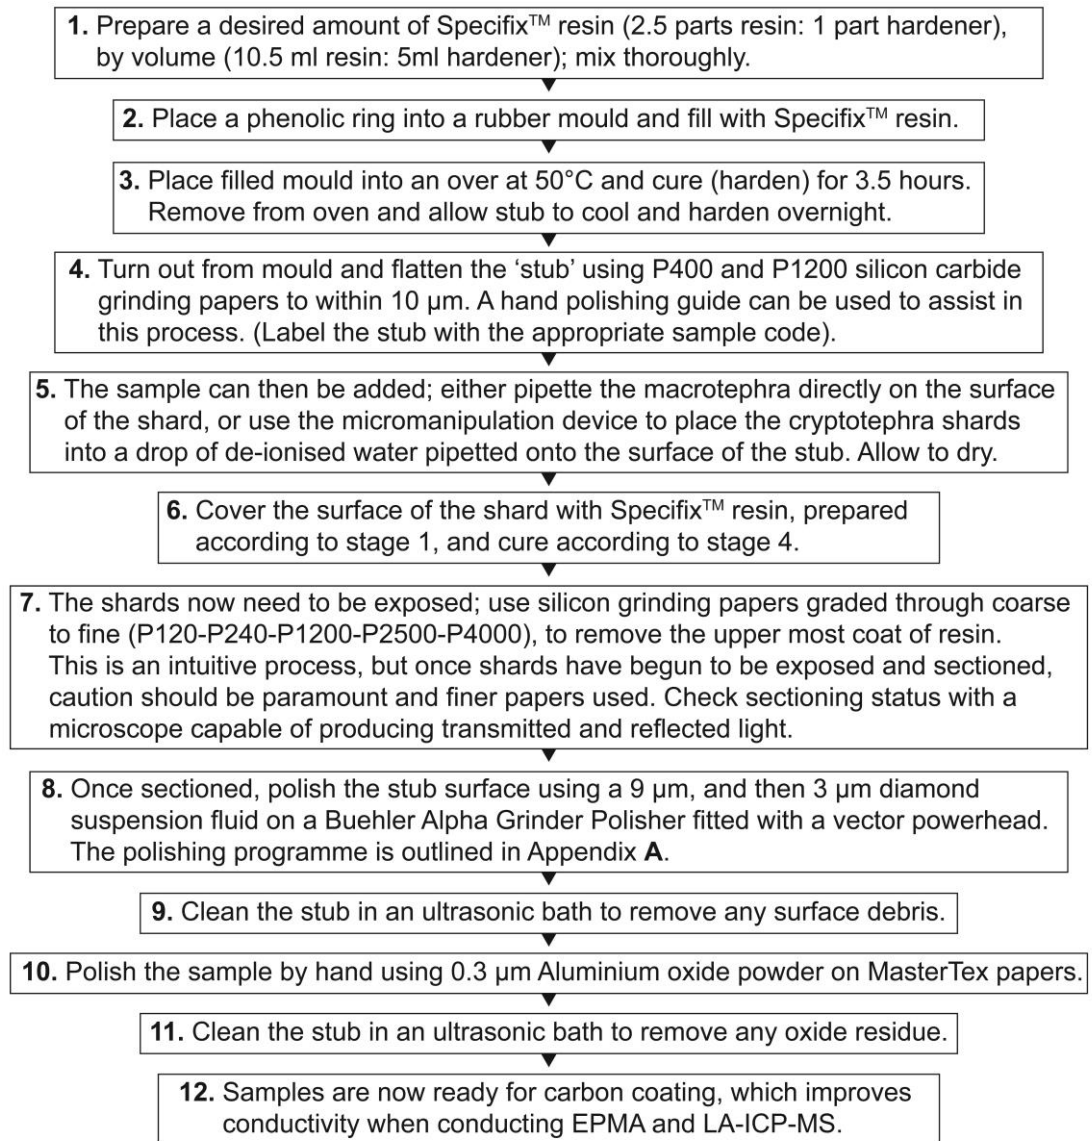 1. Prepare a desired amount of Specifix™ resin (2.5 parts resin: 1 part hardener),
by volume (10.5 ml resin: 5ml hardener); mix thoroughly.
2. Place a phenolic ring into a rubber mould and fill with Specifix™ resin.
3. Place filled mould into an over at 50°C and cure (harden) for 3.5 hours.
Remove from oven and allow stub to cool and harden overnight.
4. Turn out from mould and flatten the ‘stub’ using P400 and P1200 silicon carbide
grinding papers to within 10 µm. A hand polishing guide can be used to assist in
this process. (Label the stub with the appropriate sample code).
5. The sample can then be added; either pipette the macrotephra directly on the surface
of the shard, or use the micromanipulation device to place the cryptotephra shards
into a drop of de-ionised water pipetted onto the surface of the stub. Allow to dry.
6. Cover the surface of the shard with Specifix™ resin, prepared
according to stage 1, and cure according to stage 4.
7. The shards now need to be exposed; use silicon grinding papers graded through coarse
to fine (P120-P240-P1200-P2500-P4000), to remove the upper most coat of resin.
This is an intuitive process, but once shards have begun to be exposed and sectioned,
caution should be paramount and finer papers used. Check sectioning status with a
microscope capable of producing transmitted and reflected light.
8. Once sectioned, polish the stub surface using a 9 µm, and then 3 µm diamond
suspension fluid on a Buehler Alpha Grinder Polisher fitted with a vector powerhead.
The polishing programme is outlined in Appendix A.
9. Clean the stub in an ultrasonic bath to remove any surface debris.
10. Polish the sample by hand using 0.3 µm Aluminium oxide powder on MasterTex papers.
11. Clean the stub in an ultrasonic bath to remove any oxide residue.
12. Samples are now ready for carbon coating, which improves
conductivity when conducting EPMA and LA-ICP-MS.